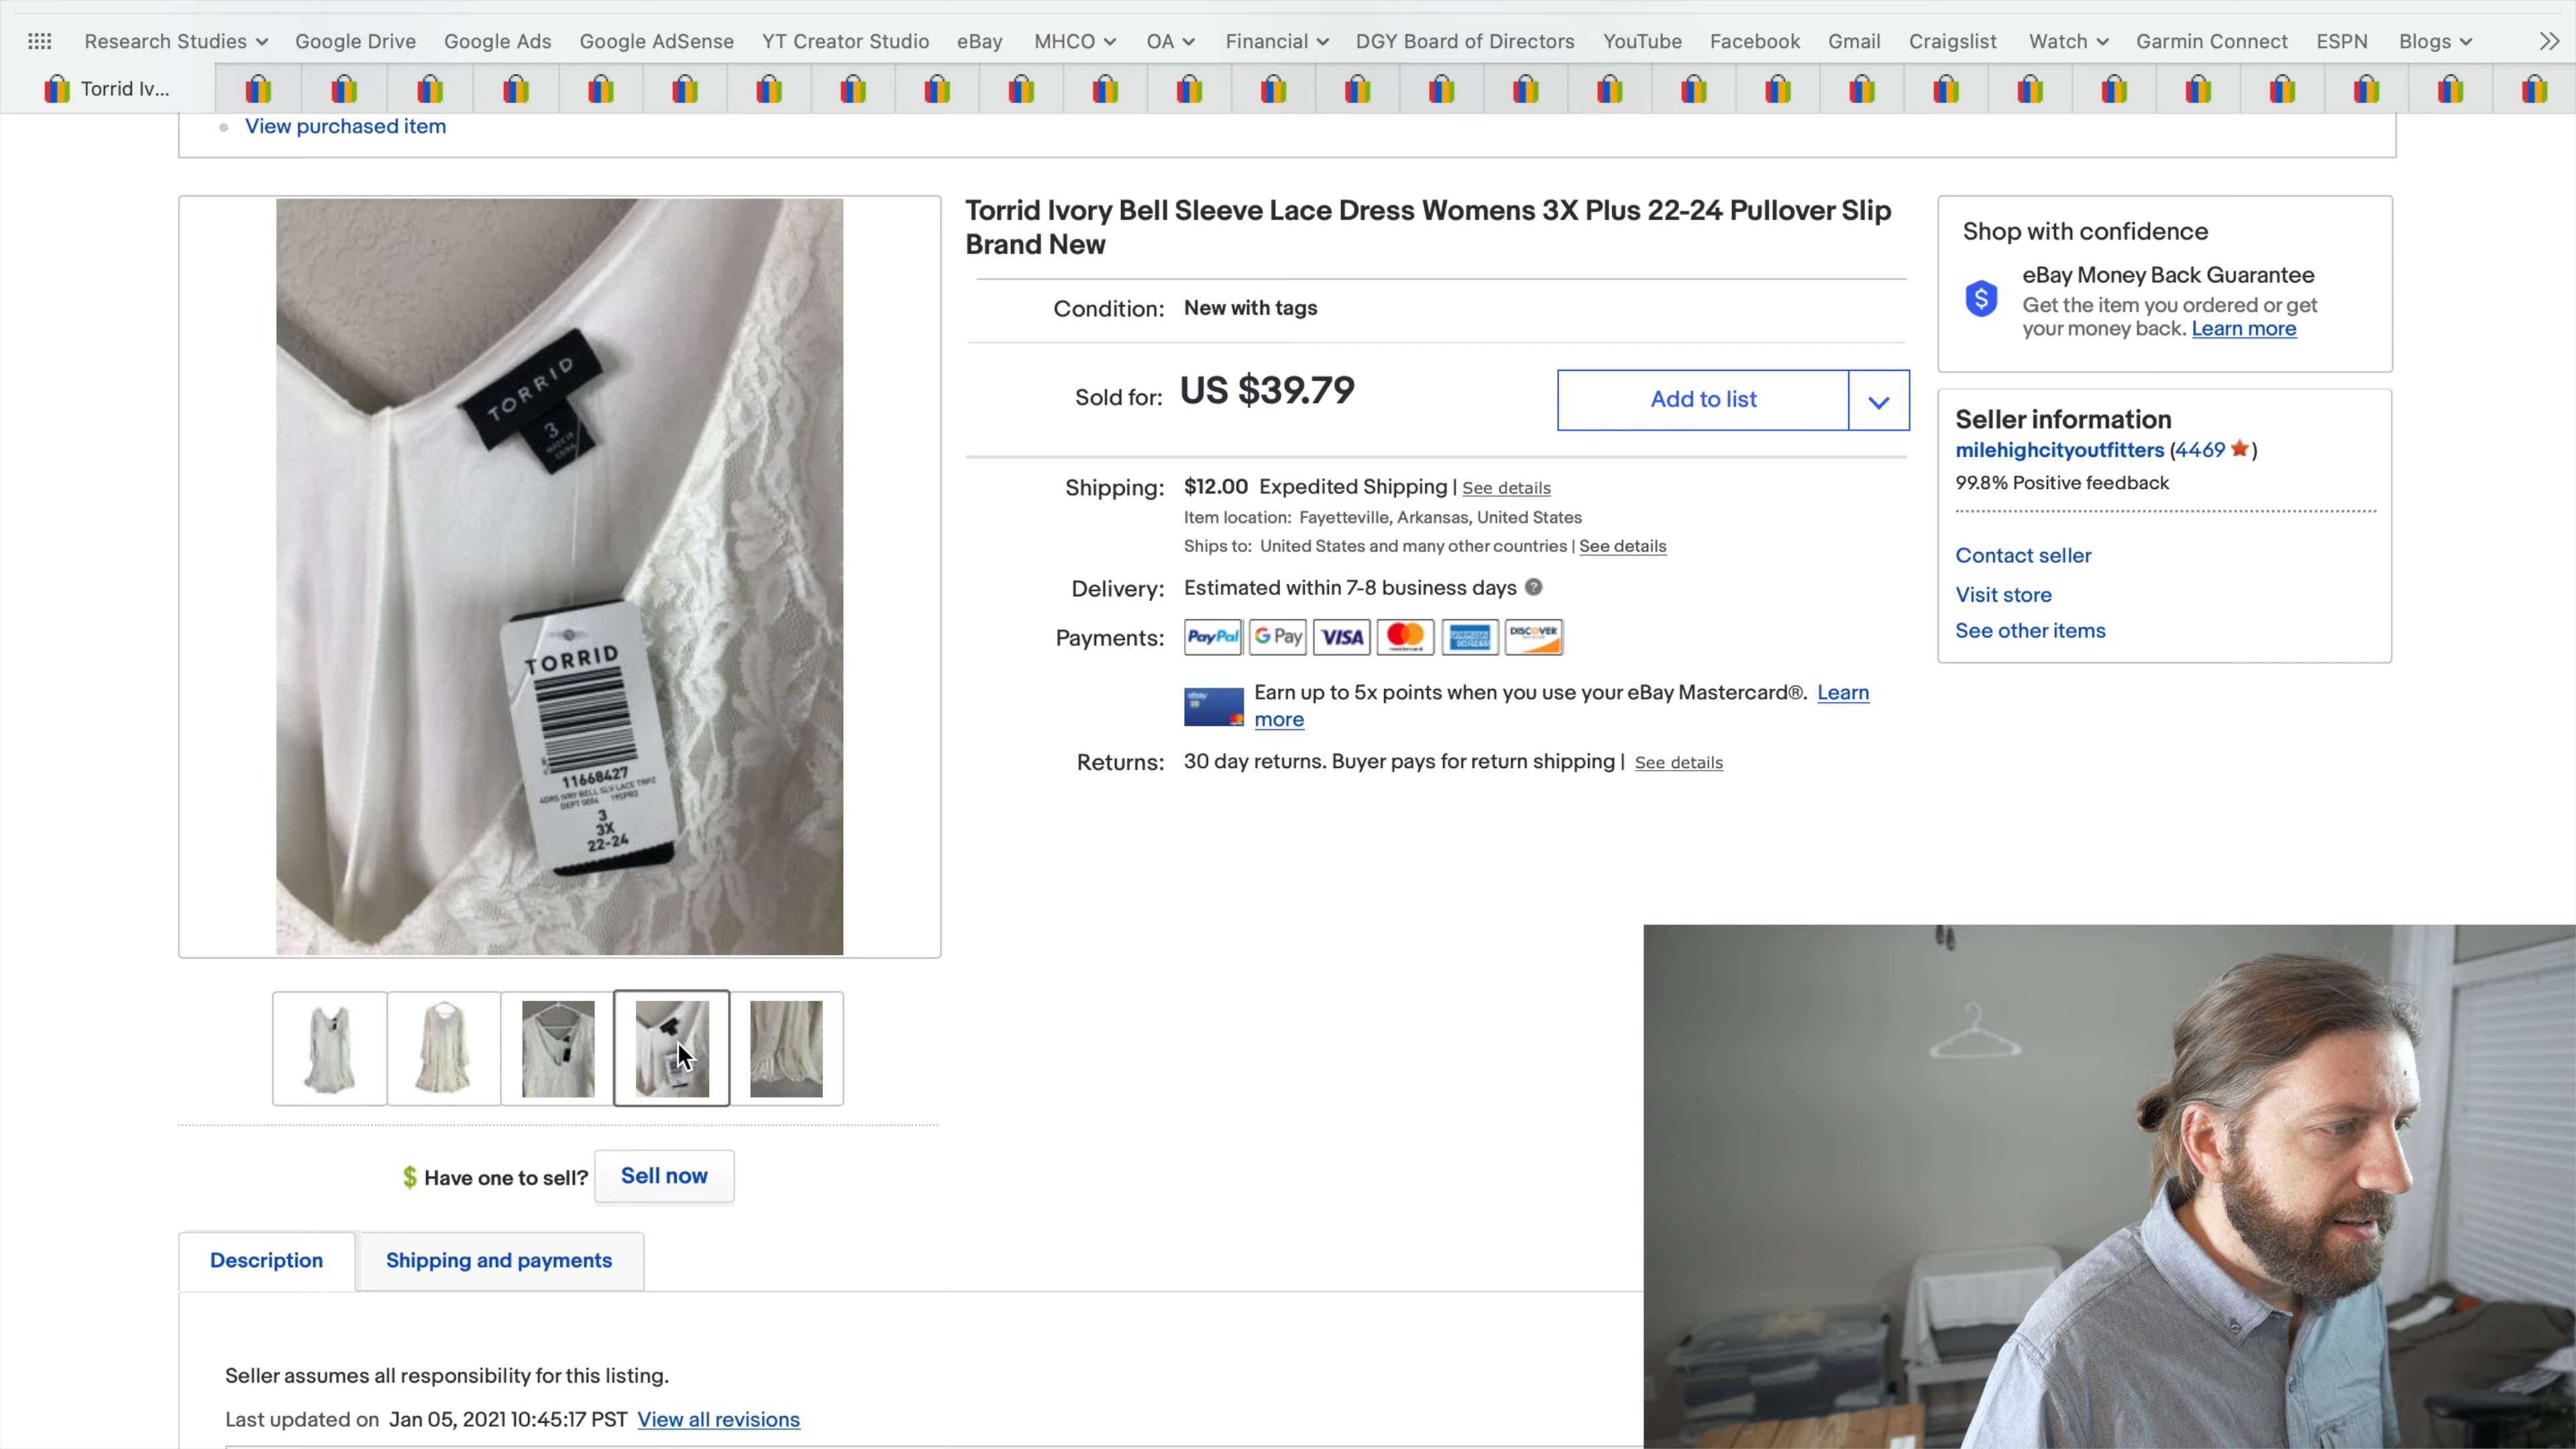 Research Studies Google Drive Google Ads Google AdSense YT Creator Studio eBay MHCO OA Financial DGY Board of Directors YouTube Facebook Gmail Craigslist Watch Garmin Connect ESPN Blogs
Torrid Iv...
View purchased item
Torrid Ivory Bell Sleeve Lace Dress Womens 3X Plus 22-24 Pullover Slip
Brand New
Condition: New with tags
Sold for: US $39.79
Add to list
Shipping: $12.00 Expedited Shipping | See details
Item location: Fayetteville, Arkansas, United States
Ships to: United States and many other countries | See details
Delivery: Estimated within 7-8 business days ?
Payments: PayPal G Pay VISA mastercard AMERICAN EXPRESS DISCOVER
Earn up to 5x points when you use your eBay Mastercard®. Learn
more
Returns: 30 day returns. Buyer pays for return shipping | See details
Shop with confidence
$
eBay Money Back Guarantee
Get the item you ordered or get
your money back. Learn more
Seller information
milehighcityoutfitters (4469)
99.8% Positive feedback
Contact seller
Visit store
See other items
TORRID
3
MADE IN
CHINA
TORRID
11668427
3
3X
22-24
$ Have one to sell? Sell now
Description Shipping and payments
Seller assumes all responsibility for this listing.
Last updated on Jan 05, 2021 10:45:17 PST View all revisions